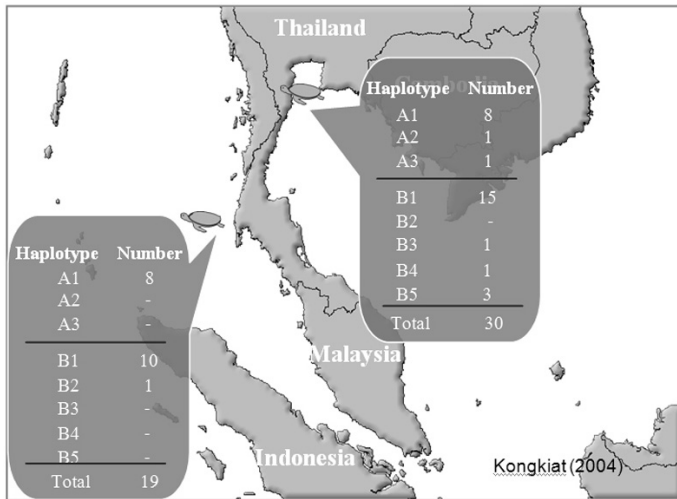 Thailand
Cambodia
Haplotype Number
A1 8
A2 1
A3 1
B1 15
B2 -
B3 1
B4 1
B5 3
Total 30
Haplotype Number
A1 8
A2 -
A3 -
B1 10
B2 1
B3 -
B4 -
B5 -
Total 19
Malaysia
Indonesia
Kongkiat (2004)